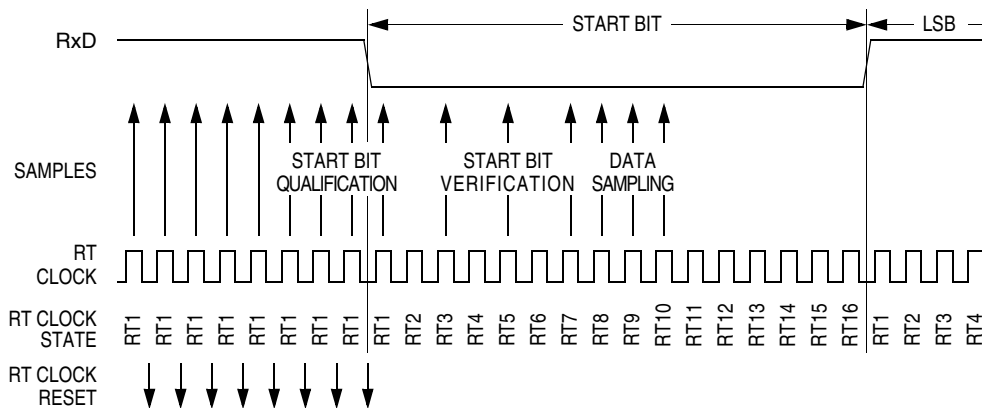 START BIT
LSB
RxD
SAMPLES
START BIT
QUALIFICATION
START BIT
VERIFICATION
DATA
SAMPLING
RT
CLOCK
RT CLOCK
STATE
RT1 RT1 RT1 RT1 RT1 RT1 RT1 RT1 RT1 RT2 RT3 RT4 RT5 RT6 RT7 RT8 RT9 RT10 RT11 RT12 RT13 RT14 RT15 RT16 RT1 RT2 RT3 RT4
RT CLOCK
RESET